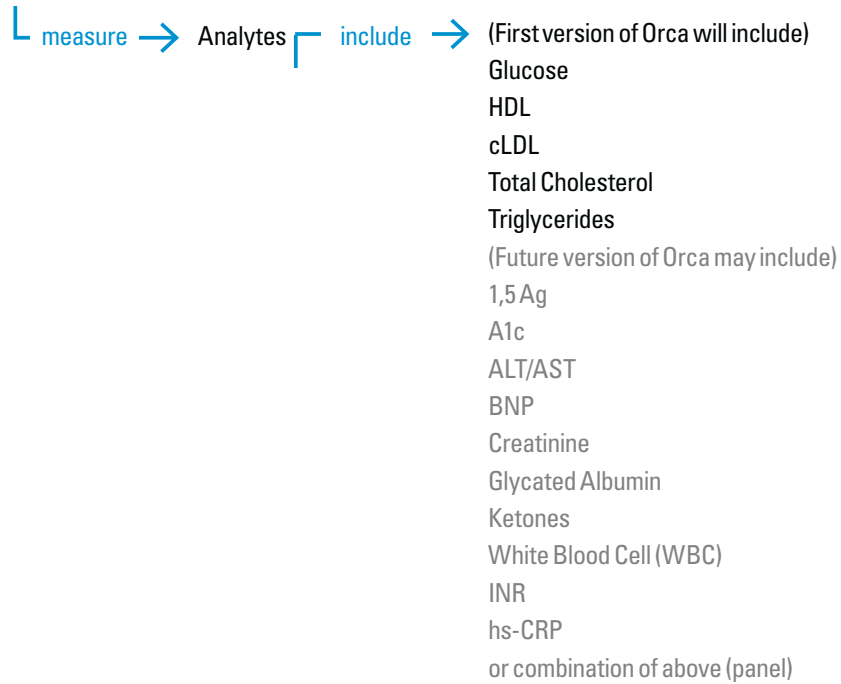 measure Analytes include (First version of Orca will include)
Glucose
HDL
cLDL
Total Cholesterol
Triglycerides
(Future version of Orca may include)
1,5 Ag
A1c
ALT/AST
BNP
Creatinine
Glycated Albumin
Ketones
White Blood Cell (WBC)
INR
hs-CRP
or combination of above (panel)